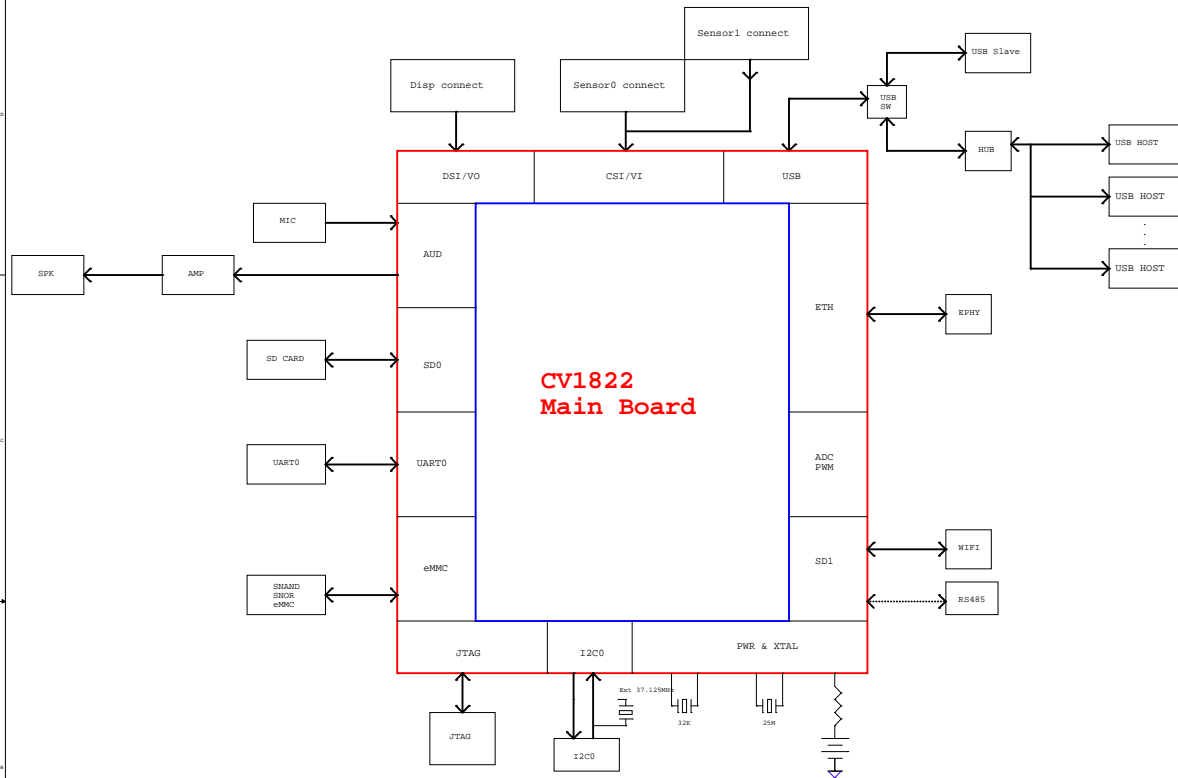 Sensor1 connect
USB Slave
Disp connect
Sensor0 connect
USB
SW
D
HUB
USB HOST
DSI/VO
CSI/VI
USB
USB HOST
MIC
.
.
.
.
AUD
SPK
AMP
USB HOST
ETH
EPHY
SD CARD
SD0
CV1822
Main Board
C
UART0
UART0
ADC
PWM
WIFI
SD1
eMMC
SNAND
SNOR
eMMC
RS485
JTAG
I2C0
PWR & XTAL
Ext 37.125MHz
32K
25M
JTAG
I2C0
B